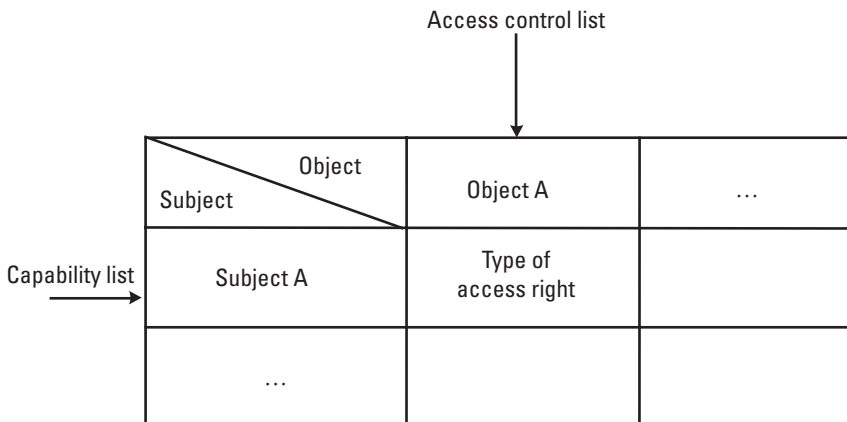 Access control list
Object
Subject
Object A
…
Capability list
Subject A
Type of
access right
…